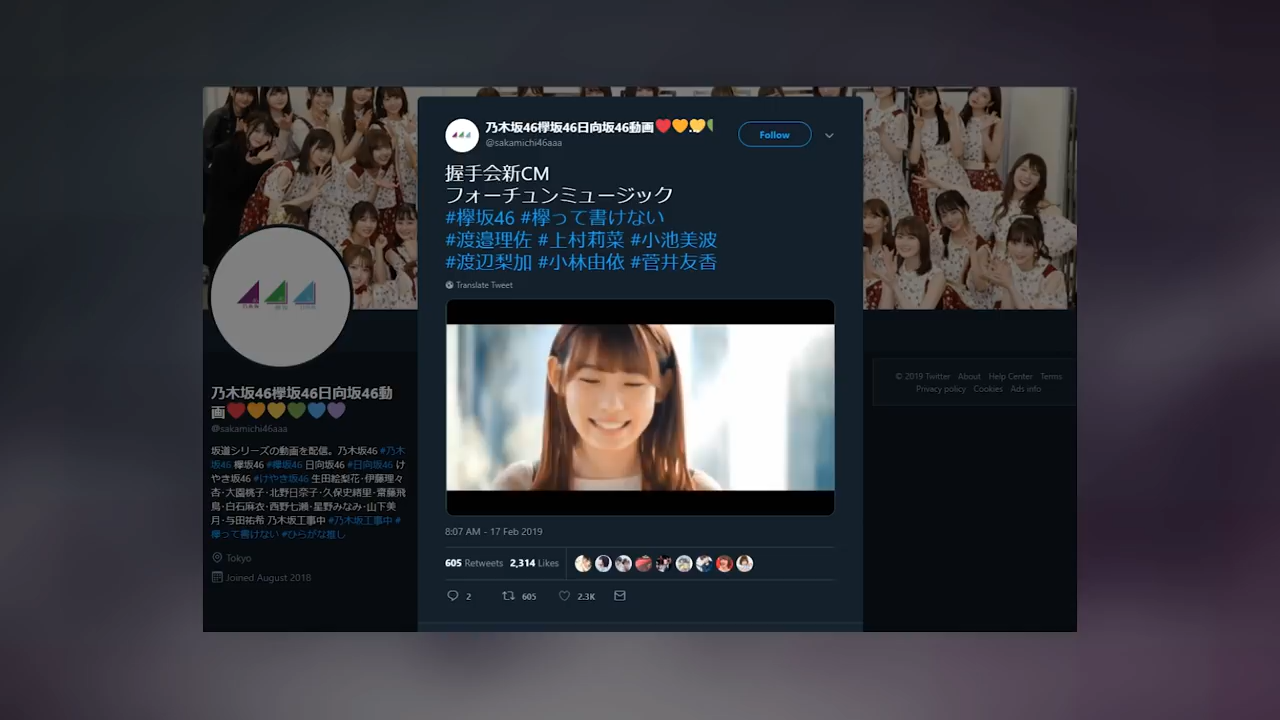 乃木坂46欅坂46日向坂46動画❤️🧡💛
@sakamichi46aaa
Follow
握手会新CM
フォーチュンミュージック
#欅坂46 #欅って書けない
#渡邉理佐 #上村莉菜 #小池美波
#渡辺梨加 #小林由依 #菅井友香
Translate Tweet
8:07 AM - 17 Feb 2019
605 Retweets 2,314 Likes
2 605 2.3K
乃木坂46欅坂46日向坂46動
画❤️🧡💛💚💙💜
@sakamichi46aaa
坂道シリーズの動画を配信。乃木坂46 #乃木
坂46 欅坂46 #欅坂46 日向坂46 #日向坂46 け
やき坂46 #けやき坂46 生田絵梨花·伊藤理々
杏·大園桃子·北野日奈子·久保史緒里·齋藤飛
鳥·白石麻衣·西野七瀬·星野みなみ·山下美
月·与田祐希 乃木坂工事中 #乃木坂工事中 #
欅って書けない #ひらがな推し
Tokyo
Joined August 2018
© 2019 Twitter About Help Center Terms
Privacy policy Cookies Ads info